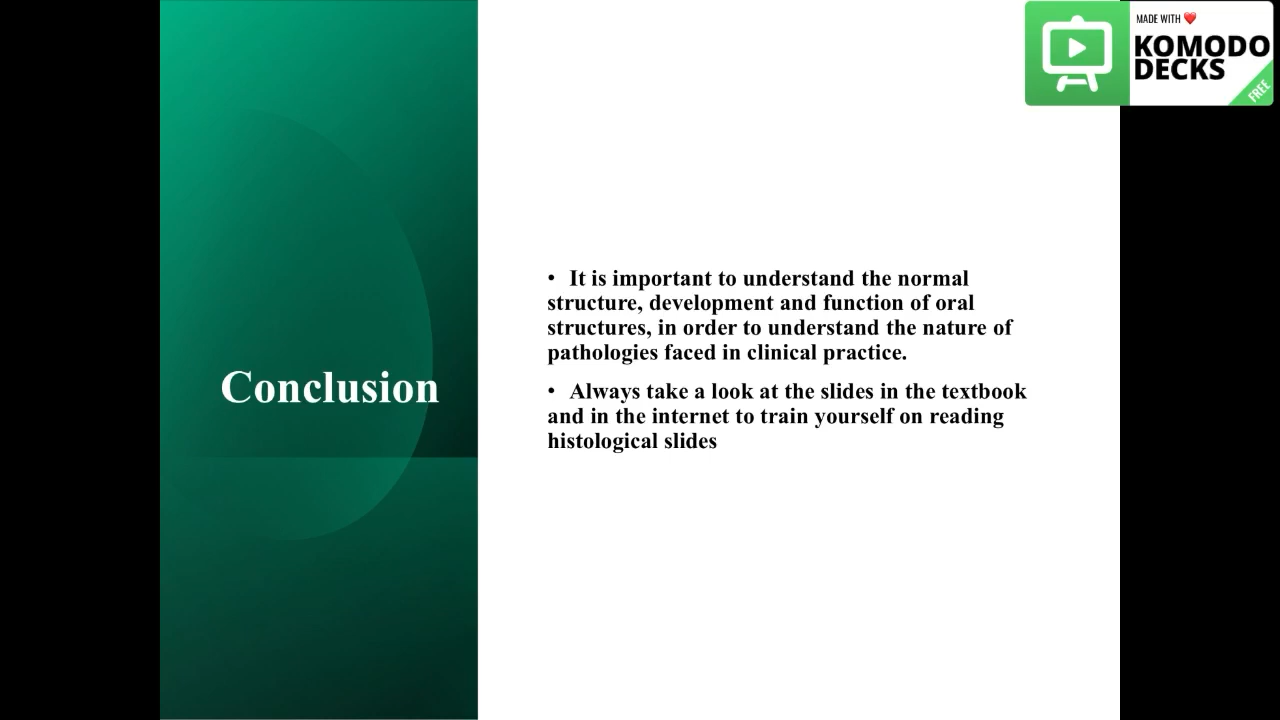 MADE WITH ❤️
KOMODO
DECKS
FREE
Conclusion
• It is important to understand the normal
structure, development and function of oral
structures, in order to understand the nature of
pathologies faced in clinical practice.
• Always take a look at the slides in the textbook
and in the internet to train yourself on reading
histological slides